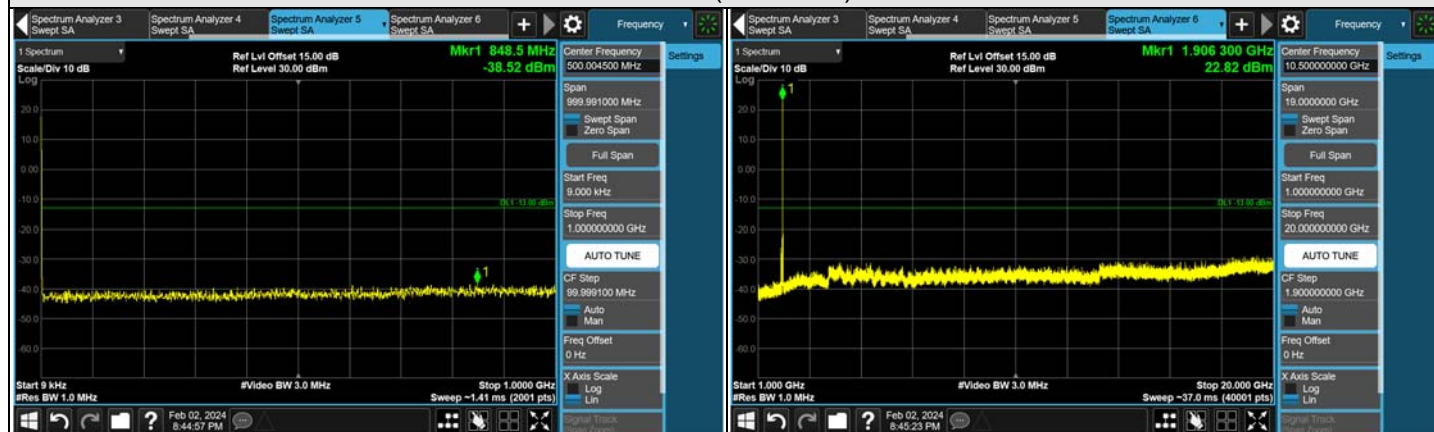 Spectrum Analyzer 3
Swept SA
Spectrum Analyzer 4
Swept SA
Spectrum Analyzer 5
Swept SA
Spectrum Analyzer 6
Swept SA
+
Frequency
1 Spectrum
Scale/Div 10 dB
Log
Ref Lvl Offset 15.00 dB
Ref Level 30.00 dBm
Mkr1 848.5 MHz
-38.52 dBm
20.0
10.0
0.00
-10.0
-20.0
-30.0
-40.0
-50.0
-60.0
DL1 -13.00 dBm
1
Start 9 kHz
#Res BW 1.0 MHz
#Video BW 3.0 MHz
Stop 1.0000 GHz
Sweep ~1.41 ms (2001 pts)
Center Frequency
500.004500 MHz
Settings
Span
999.991000 MHz
Swept Span
Zero Span
Full Span
Start Freq
9.000 kHz
Stop Freq
1.000000000 GHz
AUTO TUNE
CF Step
99.999100 MHz
Auto
Man
Freq Offset
0 Hz
X Axis Scale
Log
Lin
Signal Track
?
Feb 02, 2024
8:44:57 PM
Spectrum Analyzer 3
Swept SA
Spectrum Analyzer 4
Swept SA
Spectrum Analyzer 5
Swept SA
Spectrum Analyzer 6
Swept SA
+
Frequency
1 Spectrum
Scale/Div 10 dB
Log
Ref Lvl Offset 15.00 dB
Ref Level 30.00 dBm
Mkr1 1.906 300 GHz
22.82 dBm
20.0
10.0
0.00
-10.0
-20.0
-30.0
-40.0
-50.0
-60.0
DL1 -13.00 dBm
1
Start 1.000 GHz
#Res BW 1.0 MHz
#Video BW 3.0 MHz
Stop 20.000 GHz
Sweep ~37.0 ms (40001 pts)
Center Frequency
10.500000000 GHz
Settings
Span
19.0000000 GHz
Swept Span
Zero Span
Full Span
Start Freq
1.000000000 GHz
Stop Freq
20.000000000 GHz
AUTO TUNE
CF Step
1.900000000 GHz
Auto
Man
Freq Offset
0 Hz
X Axis Scale
Log
Lin
Signal Track
?
Feb 02, 2024
8:45:23 PM